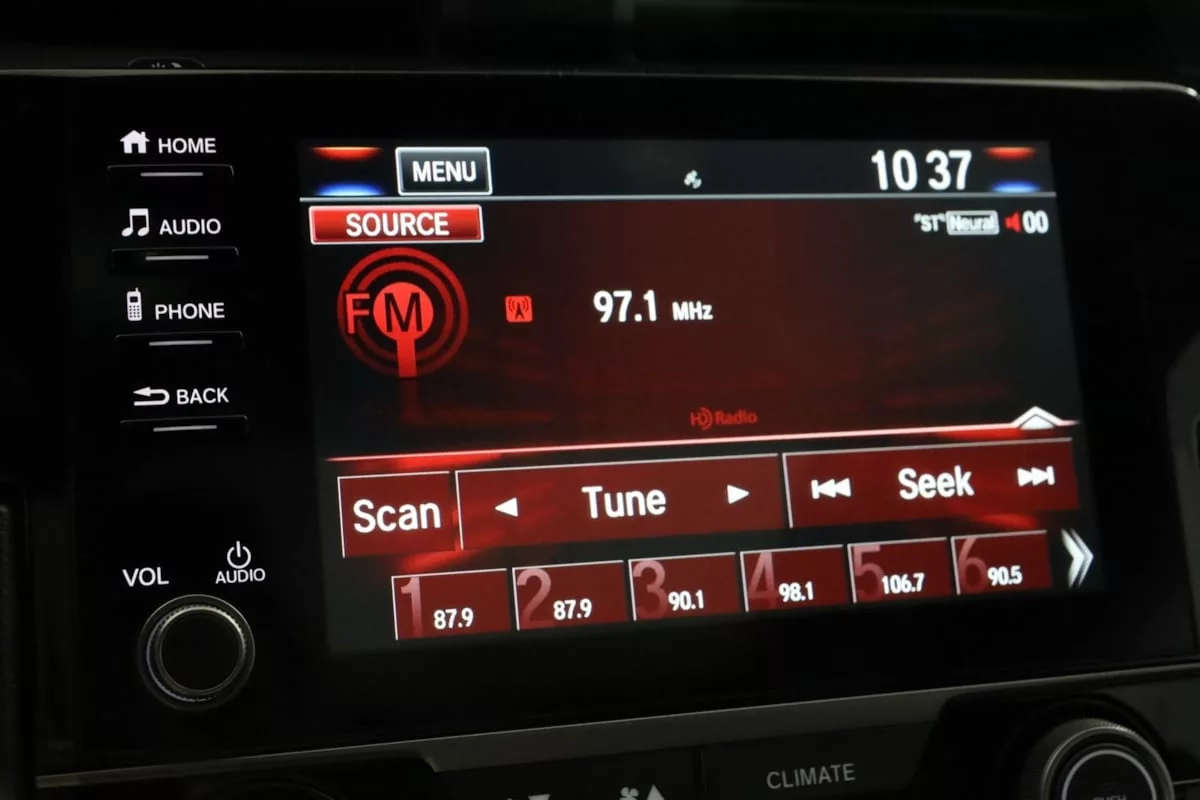 HOME
AUDIO
PHONE
BACK
VOL
AUDIO
MENU
10 37
SOURCE
"ST" Neural 00
FM
97.1 MHz
HD Radio
Scan
Tune
Seek
1 87.9
2 87.9
3 90.1
4 98.1
5 106.7
6 90.5
CLIMATE